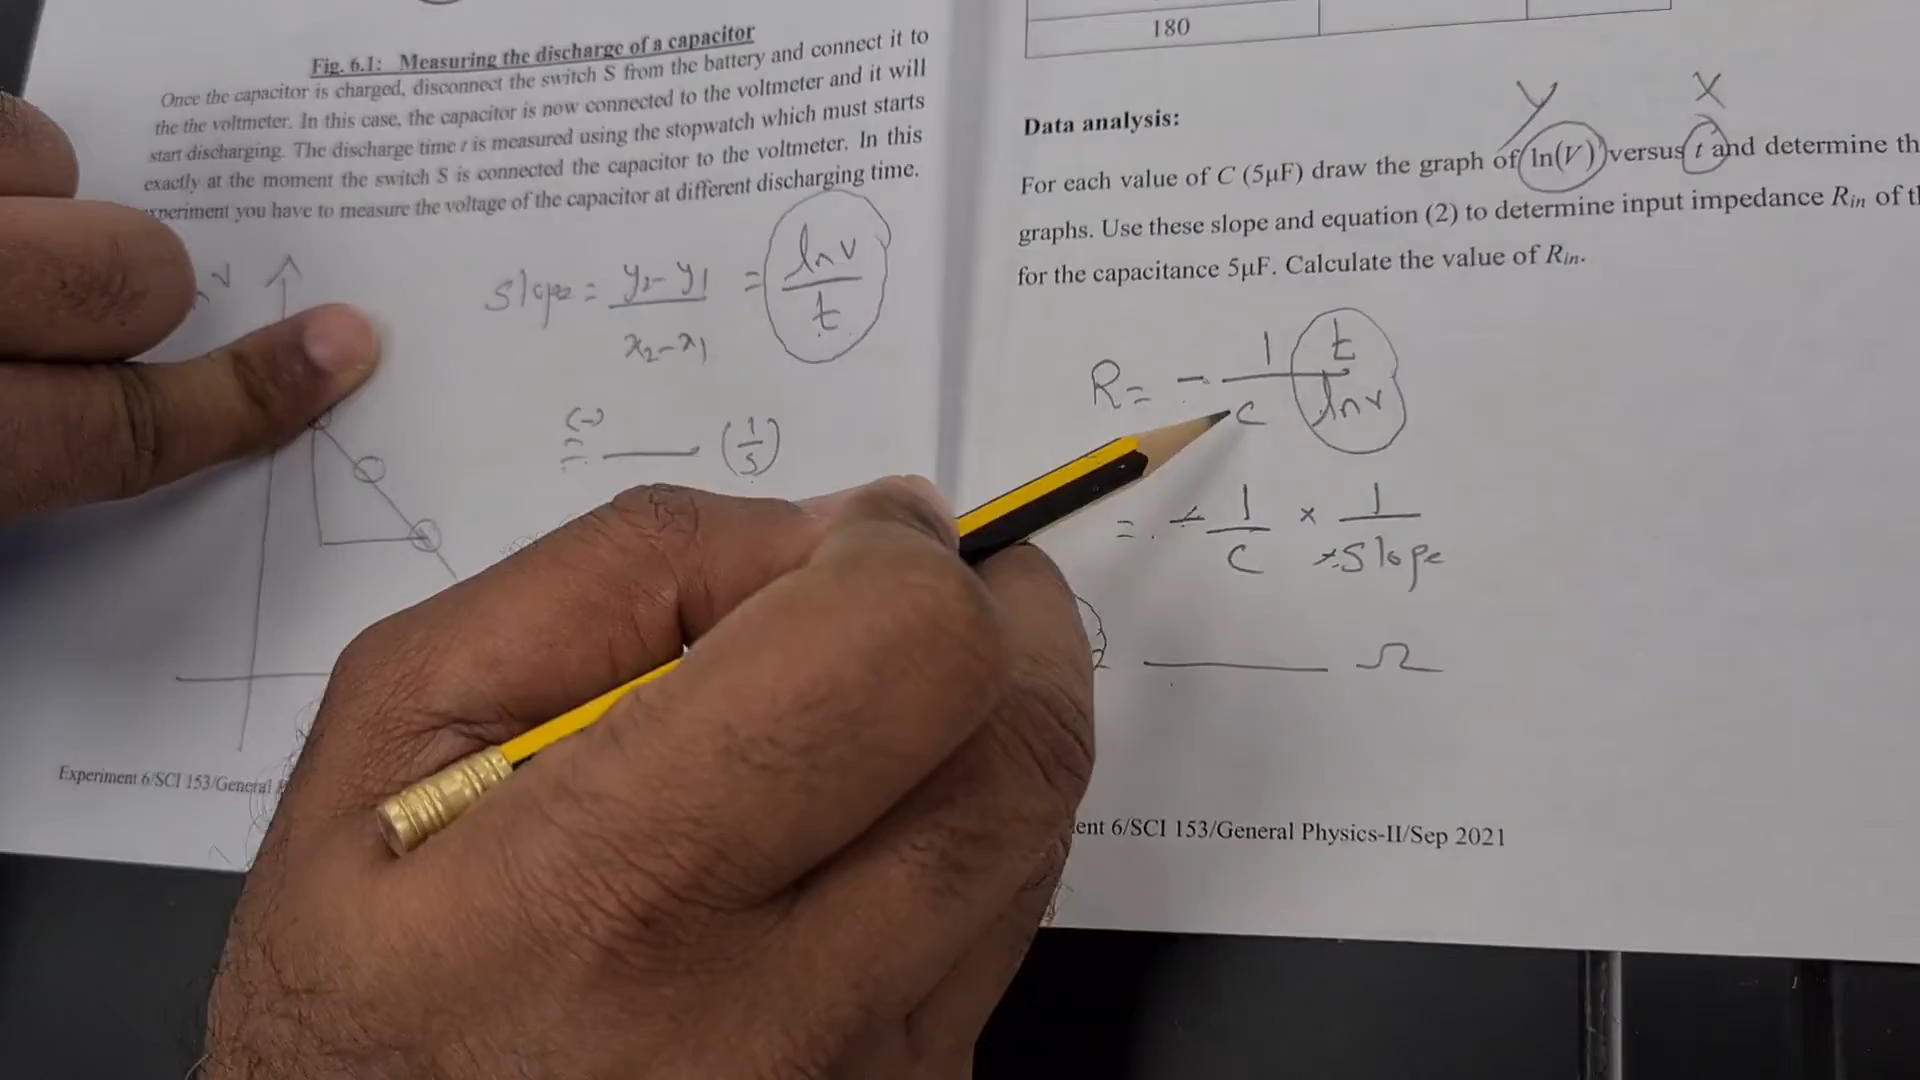 Fig. 6.1: Measuring the discharge of a capacitor
Once the capacitor is charged, disconnect the switch S from the battery and connect it to
the the voltmeter. In this case, the capacitor is now connected to the voltmeter and it will
start discharging. The discharge time t is measured using the stopwatch which must starts
exactly at the moment the switch S is connected the capacitor to the voltmeter. In this
experiment you have to measure the voltage of the capacitor at different discharging time.
V
slope = y2 - y1 / x2 - x1 = ln v / t
(-)
= ____ (1/s)
Experiment 6/SCI 153/General
180
y x
Data analysis:
For each value of C (5µF) draw the graph of ln(V) versus t and determine th
graphs. Use these slope and equation (2) to determine input impedance Rin of t
for the capacitance 5µF. Calculate the value of Rin.
R = - 1 / C t / ln v
= - 1 / C × 1 / - slope
____ Ω
ent 6/SCI 153/General Physics-II/Sep 2021